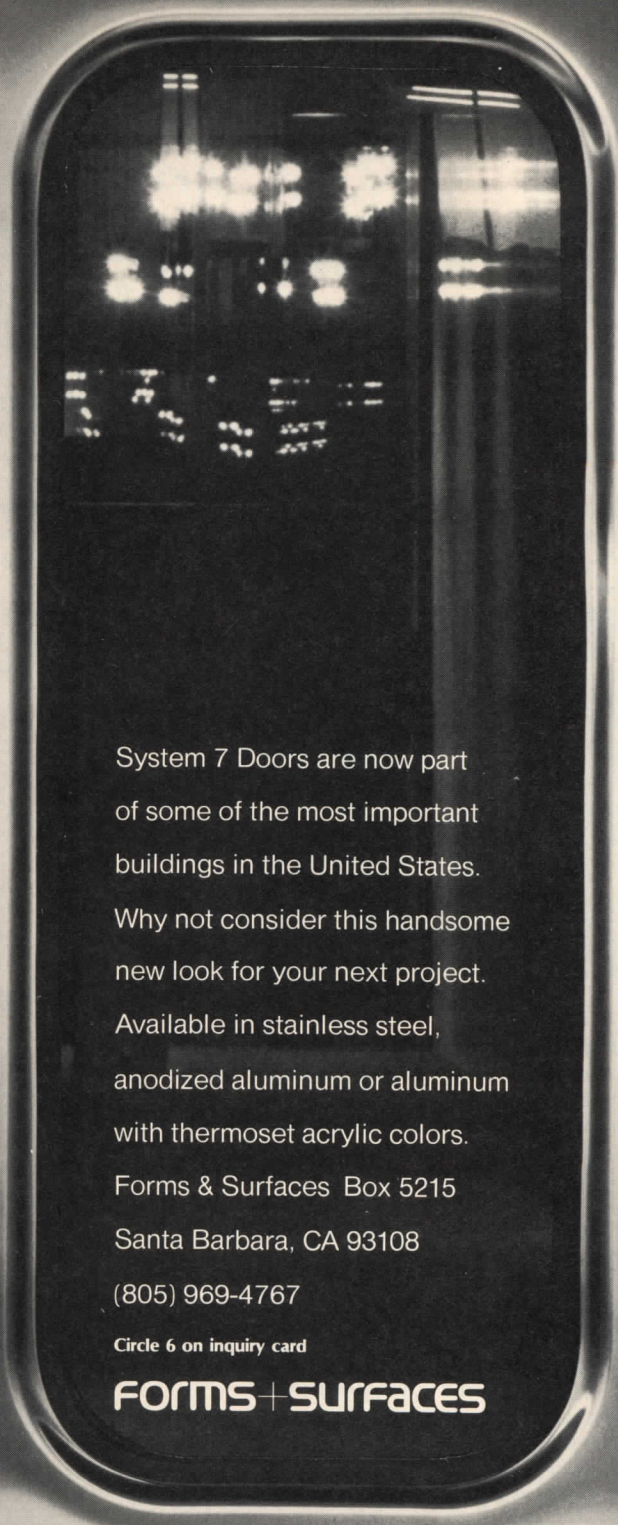 System 7 Doors are now part
of some of the most important
buildings in the United States.
Why not consider this handsome
new look for your next project.
Available in stainless steel,
anodized aluminum or aluminum
with thermoset acrylic colors.
Forms & Surfaces Box 5215
Santa Barbara, CA 93108
(805) 969-4767
Circle 6 on inquiry card
FORMS+SURFACES